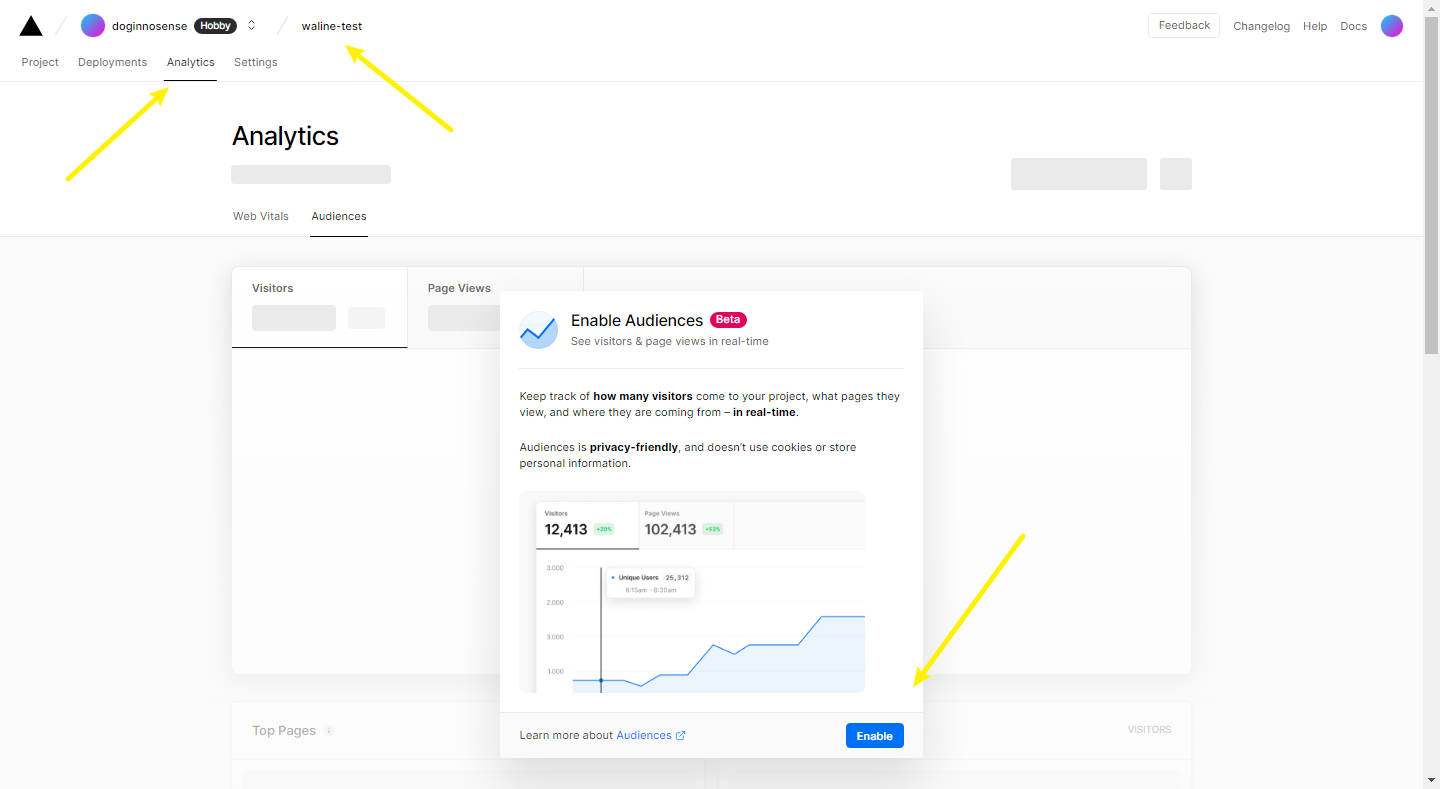 doginnosense Hobby waline-test
Feedback Changelog Help Docs
Project Deployments Analytics Settings
Analytics
Web Vitals Audiences
Visitors
Page Views
Enable Audiences Beta
See visitors & page views in real-time
Keep track of how many visitors come to your project, what pages they
view, and where they are coming from – in real-time.
Audiences is privacy-friendly, and doesn't use cookies or store
personal information.
Visitors Page Views
12,413 +20% 102,413 +53%
3.000
Unique Users 25,312
6:15am - 6:30am
2.000
3.000
1.000
Learn more about Audiences
Enable
Top Pages
VISITORS